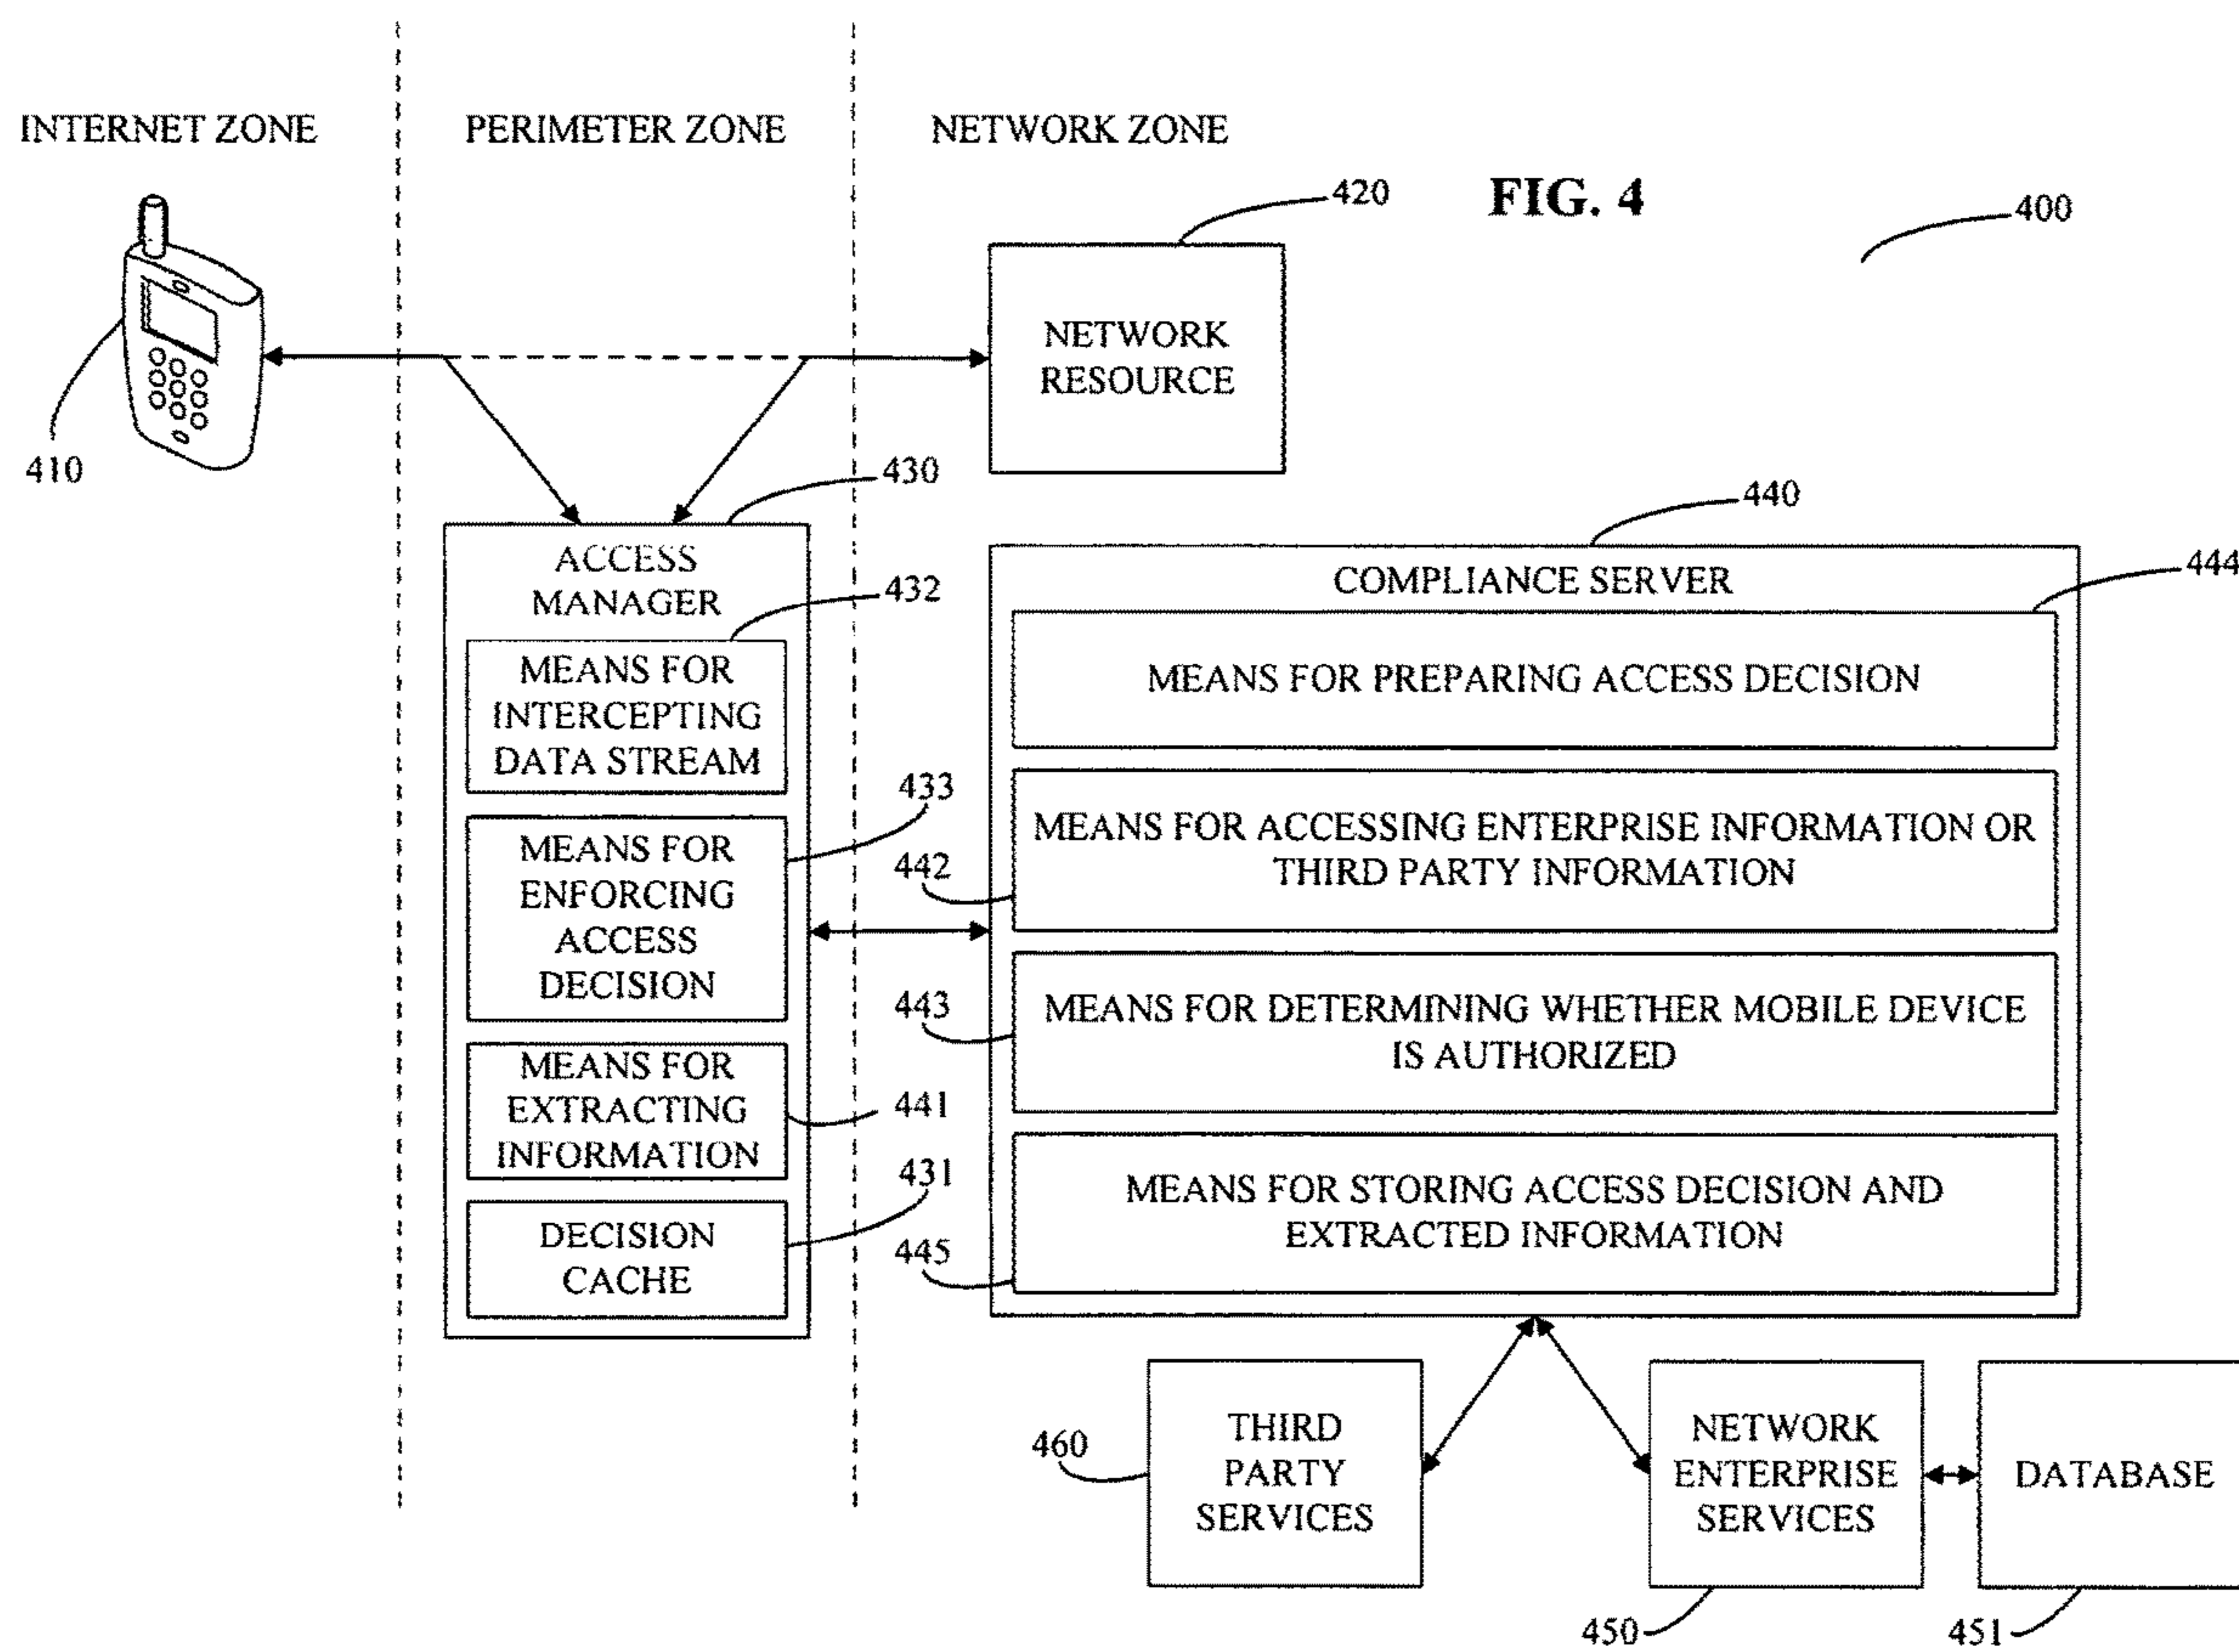 INTERNET ZONE
PERIMETER ZONE
NETWORK ZONE
FIG. 4
400
410
420
NETWORK
RESOURCE
430
ACCESS
MANAGER
432
MEANS FOR
INTERCEPTING
DATA STREAM
433
MEANS FOR
ENFORCING
ACCESS
DECISION
441
MEANS FOR
EXTRACTING
INFORMATION
431
DECISION
CACHE
440
COMPLIANCE SERVER
444
MEANS FOR PREPARING ACCESS DECISION
442
MEANS FOR ACCESSING ENTERPRISE INFORMATION OR
THIRD PARTY INFORMATION
443
MEANS FOR DETERMINING WHETHER MOBILE DEVICE
IS AUTHORIZED
445
MEANS FOR STORING ACCESS DECISION AND
EXTRACTED INFORMATION
460
THIRD
PARTY
SERVICES
NETWORK
ENTERPRISE
SERVICES
450
DATABASE
451